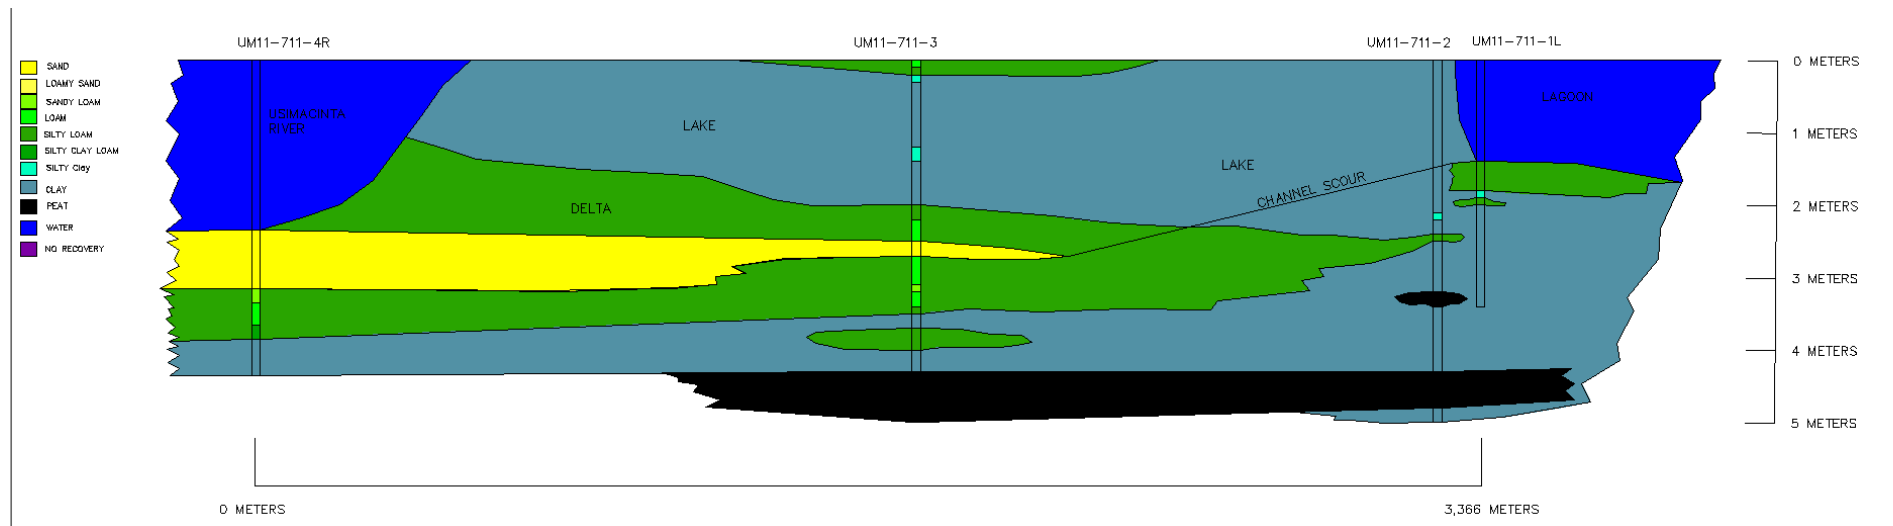 UM11-711-4R
UM11-711-3
UM11-711-2
UM11-711-1L
SAND
LOAMY SAND
SANDY LOAM
LOAM
SILTY LOAM
SILTY CLAY LOAM
SILTY Clay
CLAY
PEAT
WATER
NO RECOVERY
USIMACINTA
RIVER
LAKE
DELTA
LAKE
CHANNEL SCOUR
LAGOON
0 METERS
1 METERS
2 METERS
3 METERS
4 METERS
5 METERS
0 METERS
3,366 METERS